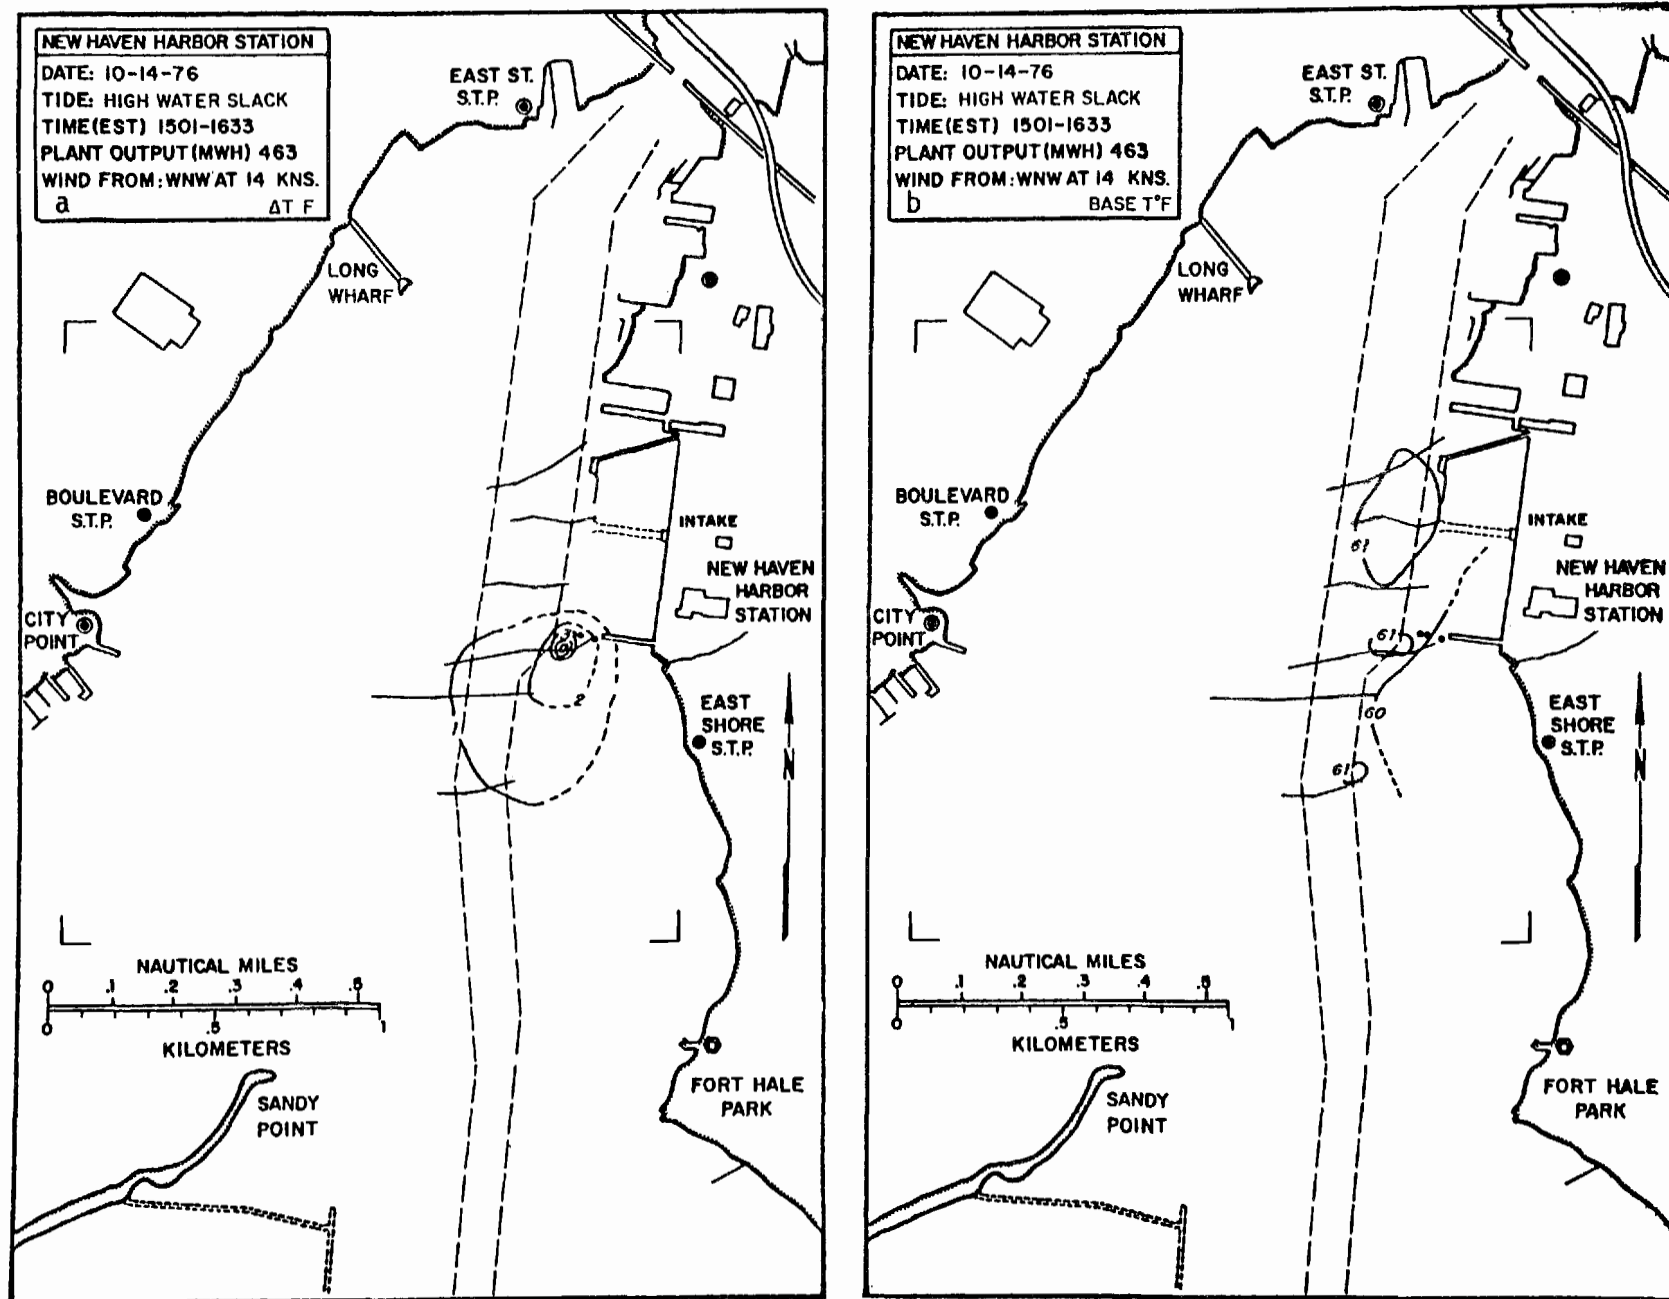 NEW HAVEN HARBOR STATION
DATE: 10-14-76
TIDE: HIGH WATER SLACK
TIME(EST) 1501-1633
PLANT OUTPUT(MWH) 463
WIND FROM: WNW AT 14 KNS.
a
ΔT F
EAST ST.
S.T.P.
LONG
WHARF
BOULEVARD
S.T.P.
INTAKE
NEW HAVEN
HARBOR
STATION
CITY
POINT
3
2
EAST
SHORE
S.T.P.
N
NAUTICAL MILES
0 .1 .2 .3 .4 .5
0 .5 1
KILOMETERS
SANDY
POINT
FORT HALE
PARK
NEW HAVEN HARBOR STATION
DATE: 10-14-76
TIDE: HIGH WATER SLACK
TIME(EST) 1501-1633
PLANT OUTPUT(MWH) 463
WIND FROM: WNW AT 14 KNS.
b
BASE T°F
EAST ST.
S.T.P.
LONG
WHARF
BOULEVARD
S.T.P.
INTAKE
61
NEW HAVEN
HARBOR
STATION
CITY
POINT
61
60
EAST
SHORE
S.T.P.
61
N
NAUTICAL MILES
0 .1 .2 .3 .4 .5
0 .5 1
KILOMETERS
SANDY
POINT
FORT HALE
PARK